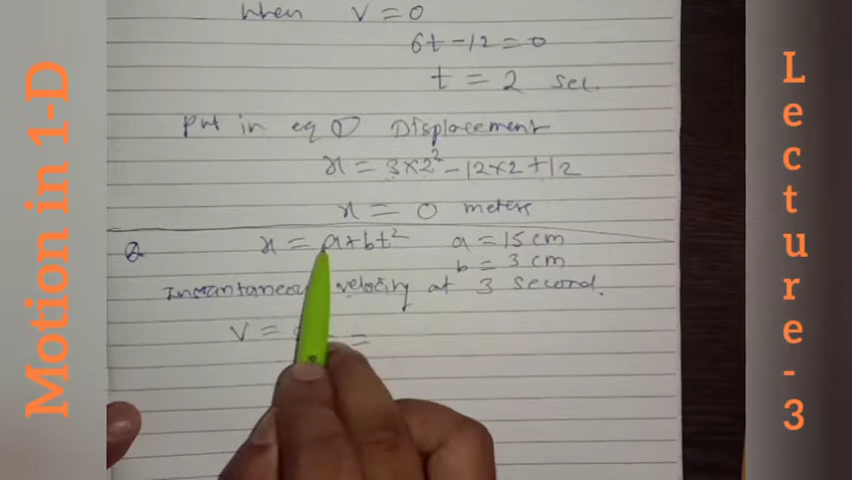 Motion in 1-D
When V = 0
6t - 12 = 0
t = 2 sec.
Put in eq ① Displacement
x = 3×2² - 12×2 + 12
x = 0 meters
Q x = a+bt² a = 15 cm
b = 3 cm
Instantaneous velocity at 3 second.
V = =
Lecture-3